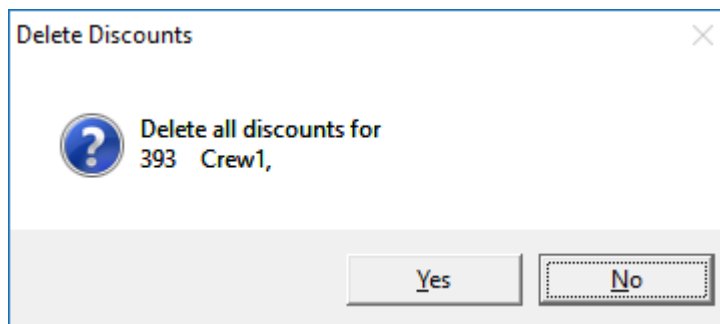 Delete Discounts
Delete all discounts for
393 Crew1,
Yes
No